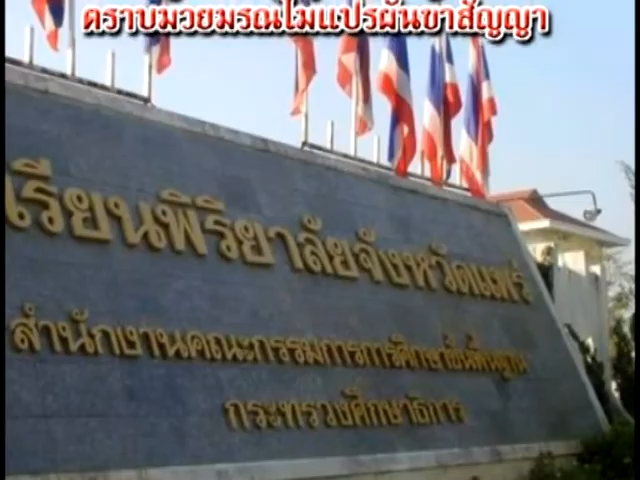 ตราบมวยมรณไม่แปรผันขาสัญญา
เรียนพิริยาลัยจังหวัดแพร่
สำนักงานคณะกรรมการการศึกษาขั้นพื้นฐาน
กระทรวงศึกษาธิการ